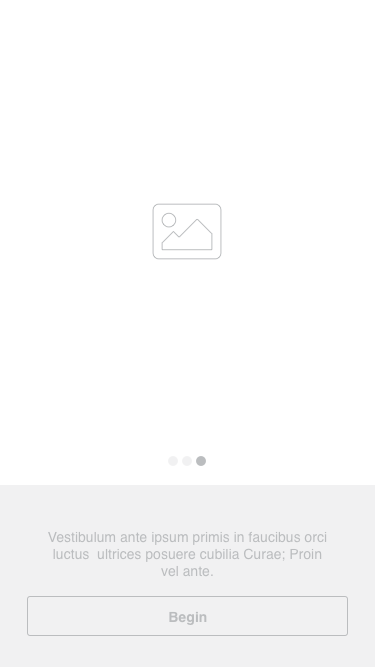 Vestibulum ante ipsum primis in faucibus orci
luctus  ultrices posuere cubilia Curae; Proin
vel ante.
Begin